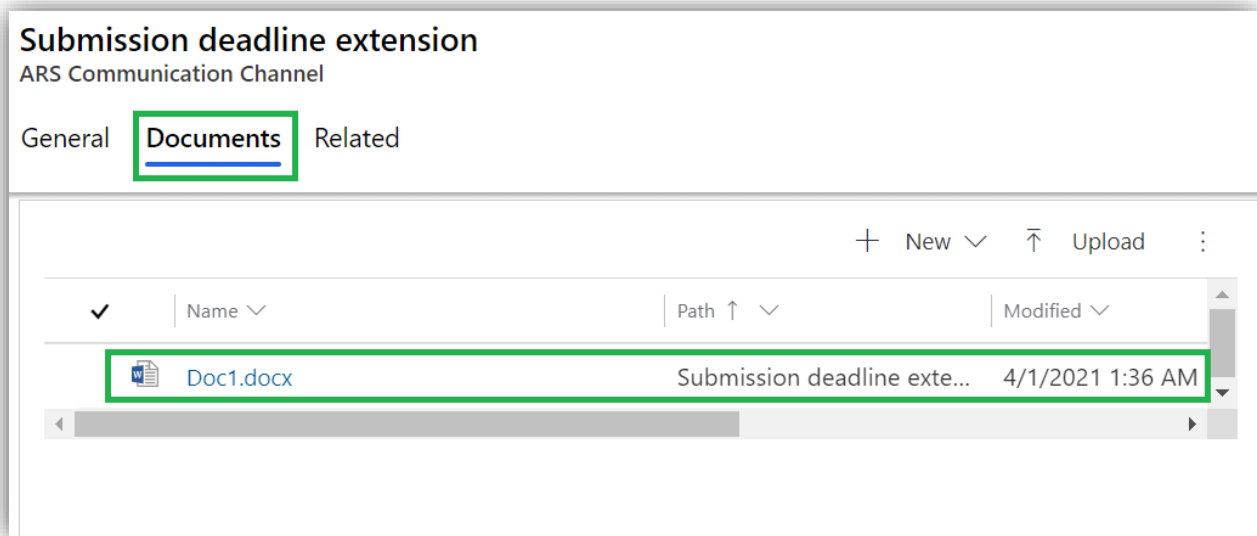 Submission deadline extension
ARS Communication Channel
General Documents Related
New Upload
Name Path ↑ Modified
Doc1.docx Submission deadline exte... 4/1/2021 1:36 AM